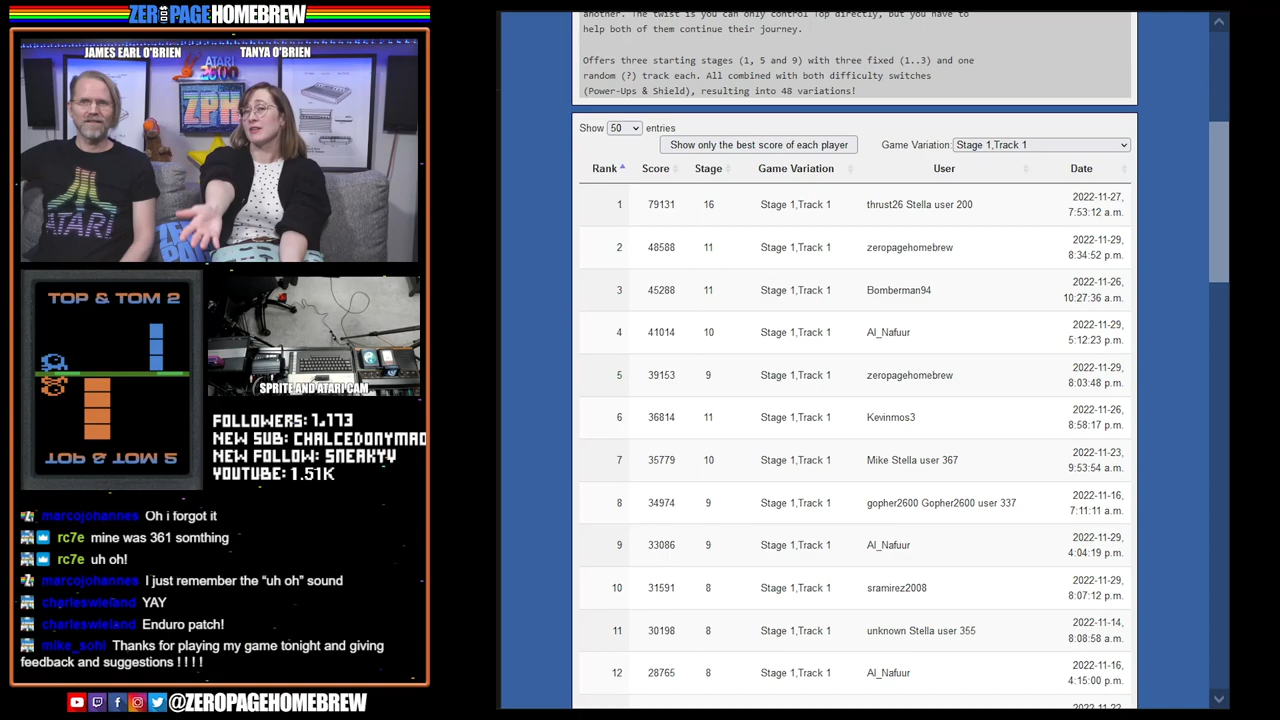 ZEROPAGEHOMEBREW
JAMES EARL O'BRIEN
TANYA O'BRIEN
ATARI
2600
ZPH
ATARI
TOP & TOM 2
TOP & TOM 2
SPRITE AND ATARI CAM
FOLLOWERS: 1,173
NEW SUB: CHALCEDONYMAD
NEW FOLLOW: SNEAKTY
YOUTUBE: 1.51K
marcojohannes Oh i forgot it
rc7e mine was 361 somthing
rc7e uh oh!
marcojohannes I just remember the “uh oh” sound
charleswieland YAY
charleswieland Enduro patch!
mike_sohi Thanks for playing my game tonight and giving
feedback and suggestions ! ! ! !
@ZEROPAGEHOMEBREW
another. The twist is you can only control Top directly, but you have to
help both of them continue their journey.
Offers three starting stages (1, 5 and 9) with three fixed (1..3) and one
random (?) track each. All combined with both difficulty switches
(Power-Ups & Shield), resulting into 48 variations!
Show 50 entries
Show only the best score of each player Game Variation: Stage 1,Track 1
Rank Score Stage Game Variation User Date
1 79131 16 Stage 1,Track 1 thrust26 Stella user 200 2022-11-27, 7:53:12 a.m.
2 48588 11 Stage 1,Track 1 zeropagehomebrew 2022-11-29, 8:34:52 p.m.
3 45288 11 Stage 1,Track 1 Bomberman94 2022-11-26, 10:27:36 a.m.
4 41014 10 Stage 1,Track 1 Al_Nafuur 2022-11-29, 5:12:23 p.m.
5 39153 9 Stage 1,Track 1 zeropagehomebrew 2022-11-29, 8:03:48 p.m.
6 36814 11 Stage 1,Track 1 Kevinmos3 2022-11-26, 8:58:17 p.m.
7 35779 10 Stage 1,Track 1 Mike Stella user 367 2022-11-23, 9:53:54 a.m.
8 34974 9 Stage 1,Track 1 gopher2600 Gopher2600 user 337 2022-11-16, 7:11:11 a.m.
9 33086 9 Stage 1,Track 1 Al_Nafuur 2022-11-29, 4:04:19 p.m.
10 31591 8 Stage 1,Track 1 sramirez2008 2022-11-29, 8:07:12 p.m.
11 30198 8 Stage 1,Track 1 unknown Stella user 355 2022-11-14, 8:08:58 p.m.
12 28765 8 Stage 1,Track 1 Al_Nafuur 2022-11-16, 4:15:00 p.m.